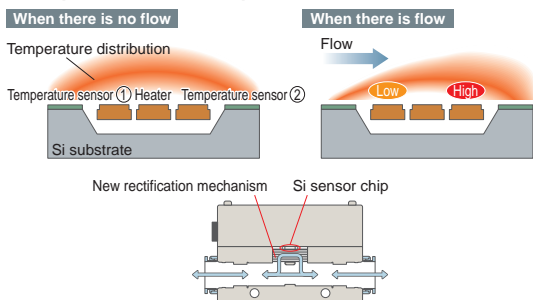 When there is no flow
When there is flow
Temperature distribution
Flow
Temperature sensor ① Heater Temperature sensor ②
Low
High
Si substrate
New rectification mechanism
Si sensor chip